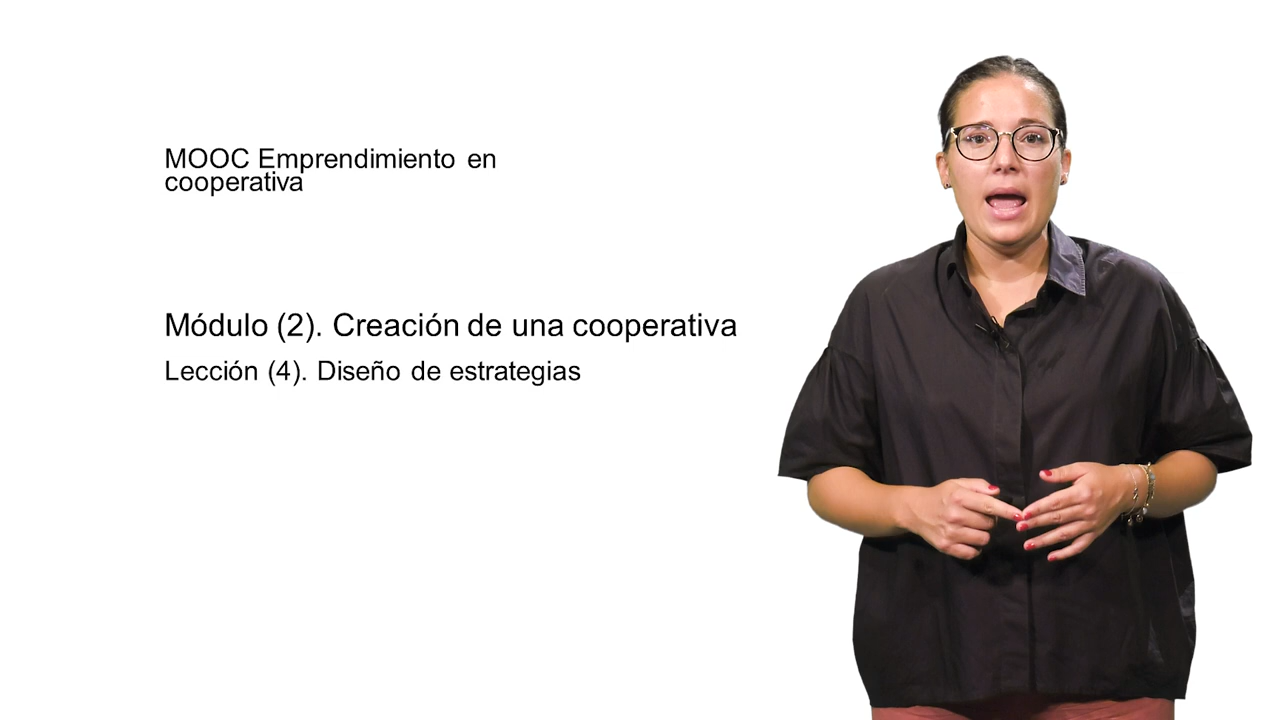 MOOC Emprendimiento en
cooperativa
Módulo (2). Creación de una cooperativa
Lección (4). Diseño de estrategias